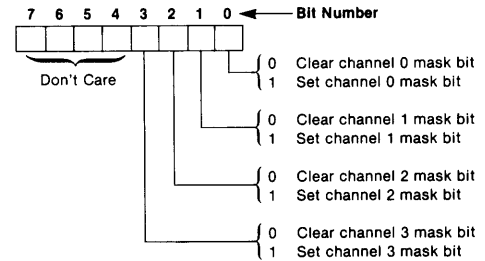 7 6 5 4 3 2 1 0 Bit Number
Don't Care
0 Clear channel 0 mask bit
1 Set channel 0 mask bit
0 Clear channel 1 mask bit
1 Set channel 1 mask bit
0 Clear channel 2 mask bit
1 Set channel 2 mask bit
0 Clear channel 3 mask bit
1 Set channel 3 mask bit